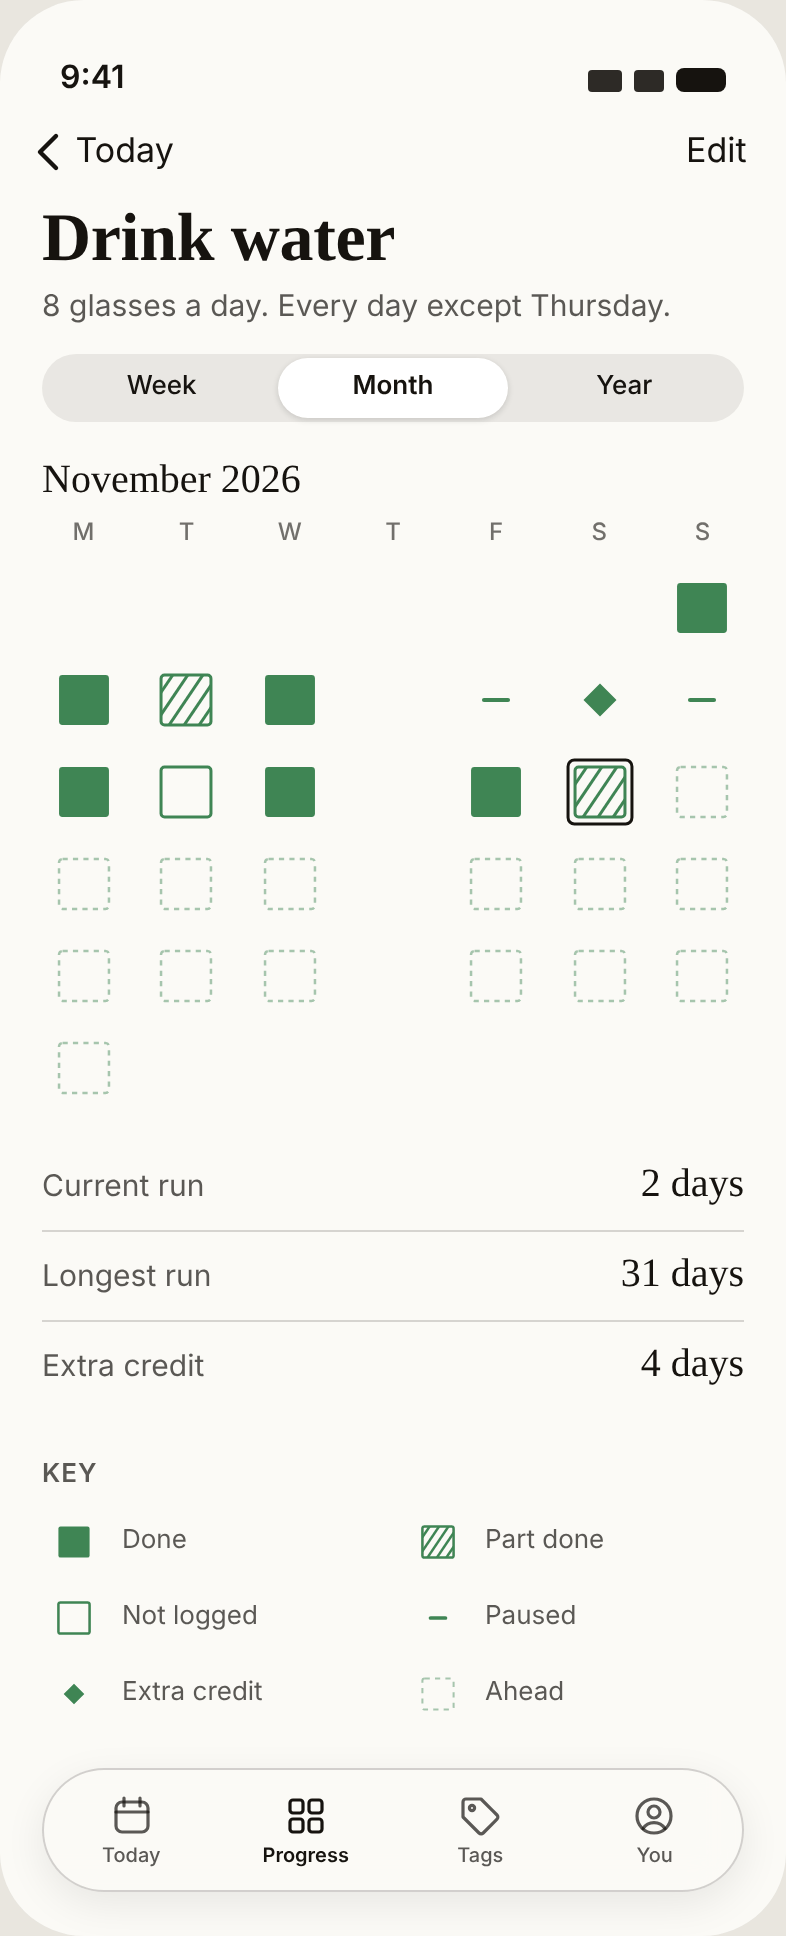 9:41
Today
Edit
Drink water
8 glasses a day. Every day except Thursday.
Week Month Year
November 2026
M T W T F S S
Current run 2 days
Longest run 31 days
Extra credit 4 days
KEY
Done Part done
Not logged Paused
Extra credit Ahead
Today Progress Tags You